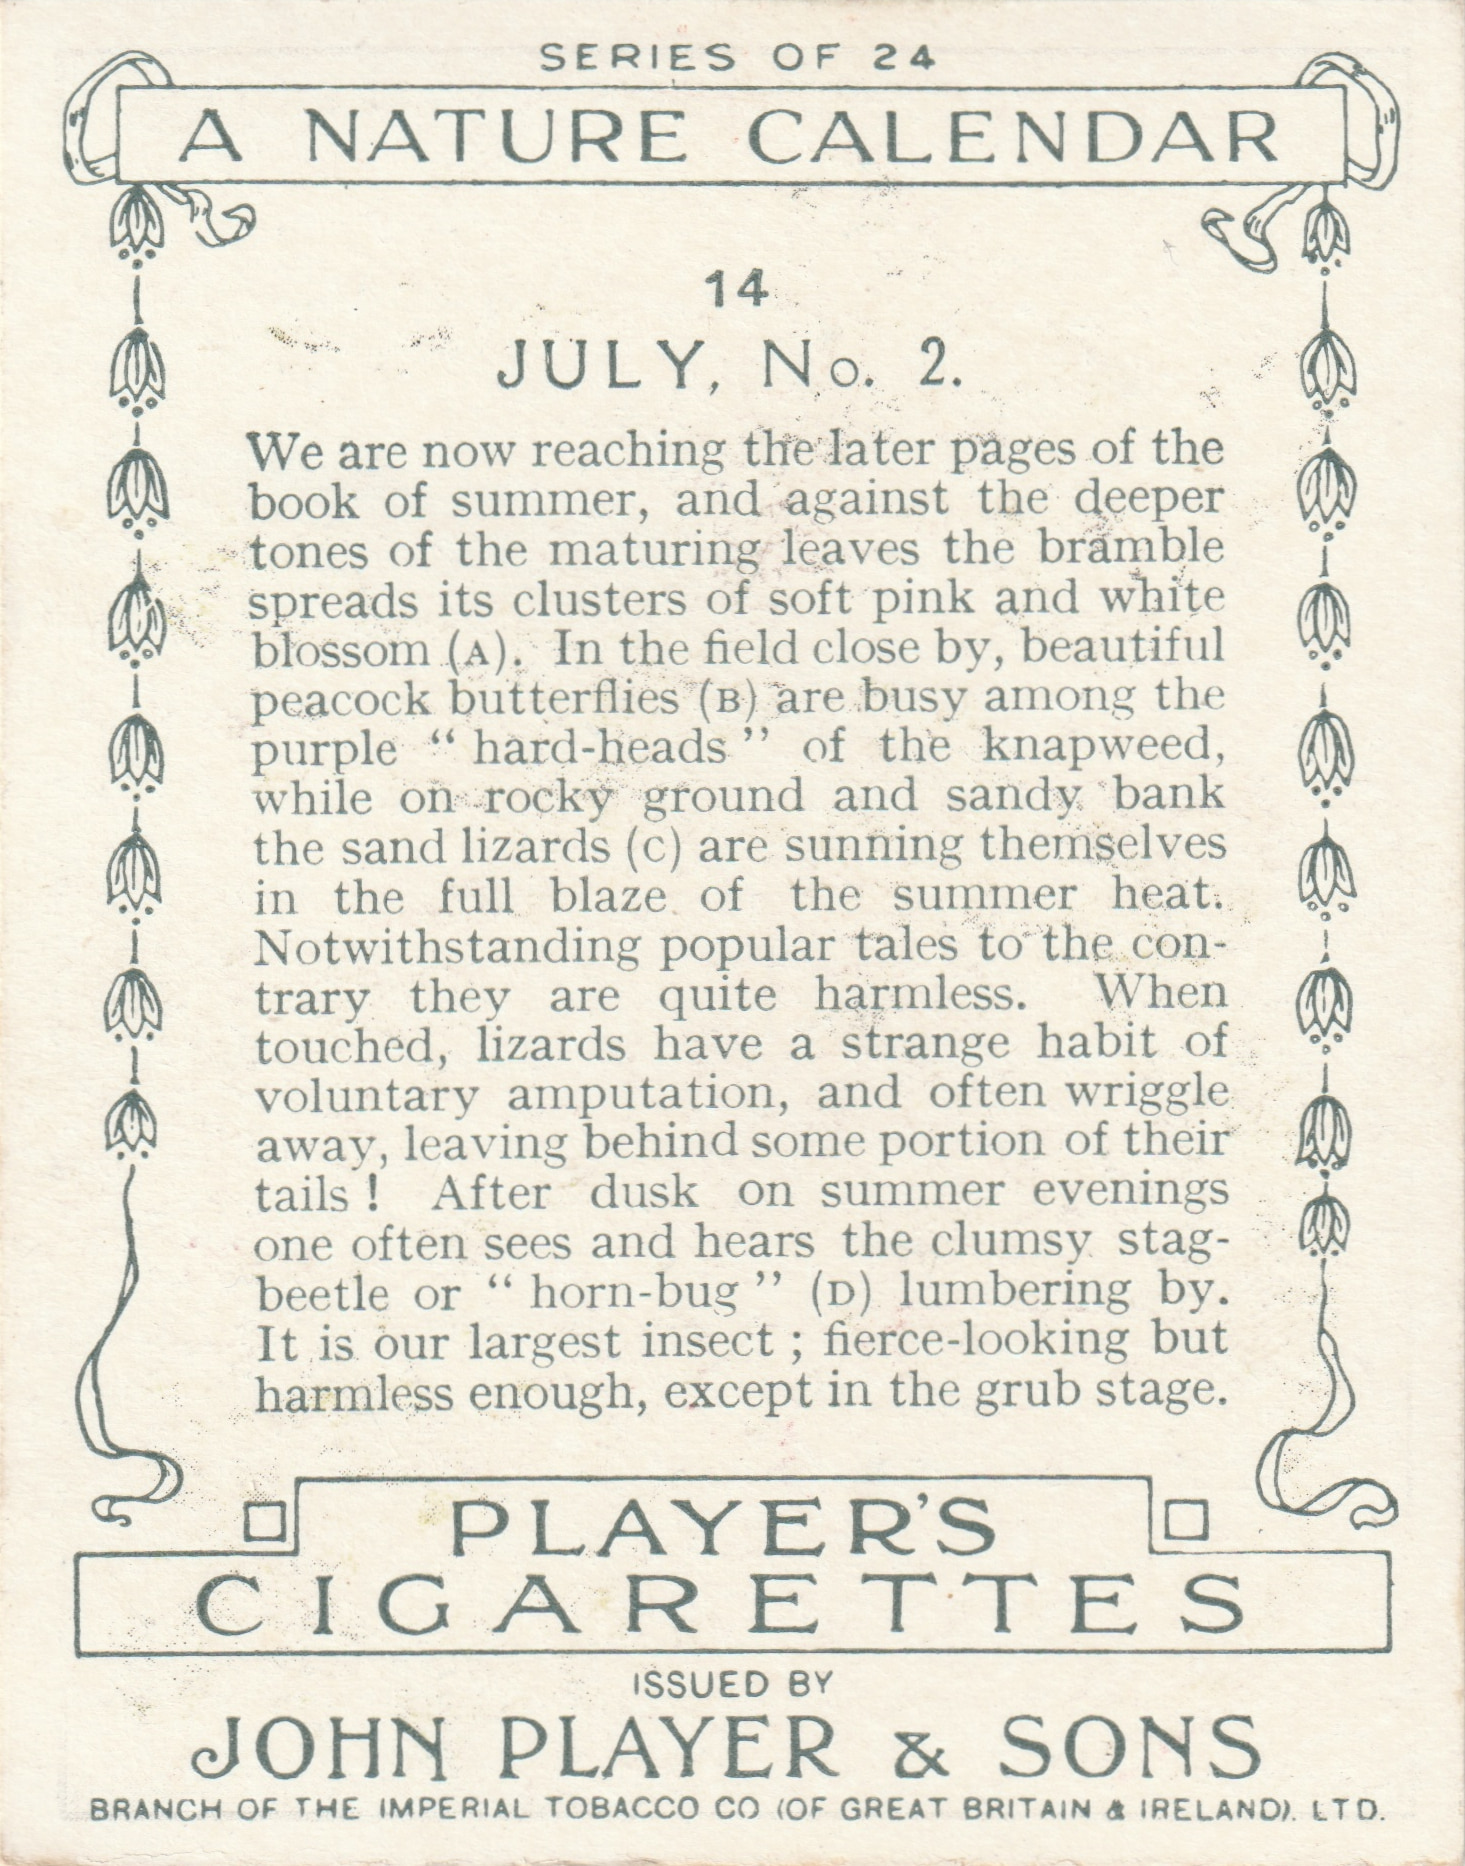 SERIES OF 24
A NATURE CALENDAR
14
JULY, No. 2.
We are now reaching the later pages of the
book of summer, and against the deeper
tones of the maturing leaves the bramble
spreads its clusters of soft pink and white
blossom (A). In the field close by, beautiful
peacock butterflies (B) are busy among the
purple “ hard-heads ” of the knapweed,
while on rocky ground and sandy bank
the sand lizards (C) are sunning themselves
in the full blaze of the summer heat.
Notwithstanding popular tales to the con-
trary they are quite harmless. When
touched, lizards have a strange habit of
voluntary amputation, and often wriggle
away, leaving behind some portion of their
tails ! After dusk on summer evenings
one often sees and hears the clumsy stag-
beetle or “ horn-bug ” (D) lumbering by.
It is our largest insect ; fierce-looking but
harmless enough, except in the grub stage.
PLAYER'S
CIGARETTES
ISSUED BY
JOHN PLAYER & SONS
BRANCH OF THE IMPERIAL TOBACCO CO (OF GREAT BRITAIN & IRELAND). LTD.